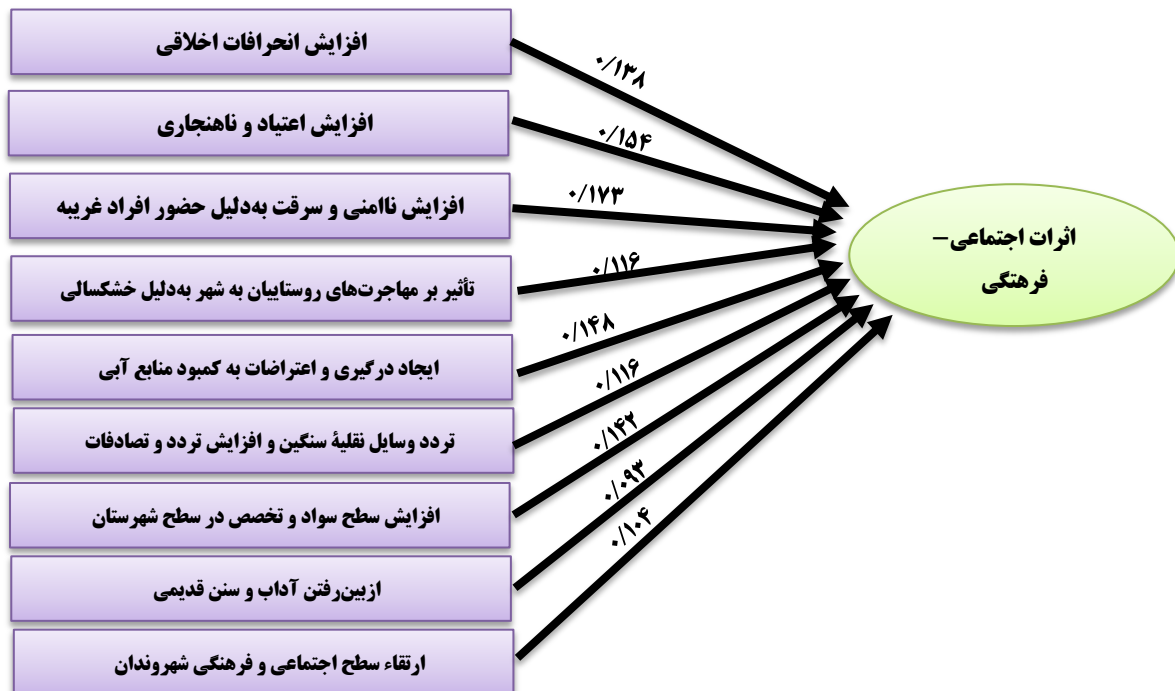 افزایش انحرافات اخلاقی
۰/۱۳۸
افزایش اعتیاد و ناهنجاری
۰/۱۵۴
افزایش ناامنی و سرقت به‌دلیل حضور افراد غریبه
۰/۱۷۳
تأثیر بر مهاجرت‌های روستاییان به شهر به‌دلیل خشکسالی
۰/۱۱۶
ایجاد درگیری و اعتراضات به کمبود منابع آبی
۰/۱۴۸
تردد وسایل نقلیهٔ سنگین و افزایش تردد و تصادفات
۰/۱۱۶
افزایش سطح سواد و تخصص در سطح شهرستان
۰/۱۴۲
ازبین‌رفتن آداب و سنن قدیمی
۰/۰۹۳
ارتقاء سطح اجتماعی و فرهنگی شهروندان
۰/۱۰۴
اثرات اجتماعی–
فرهنگی